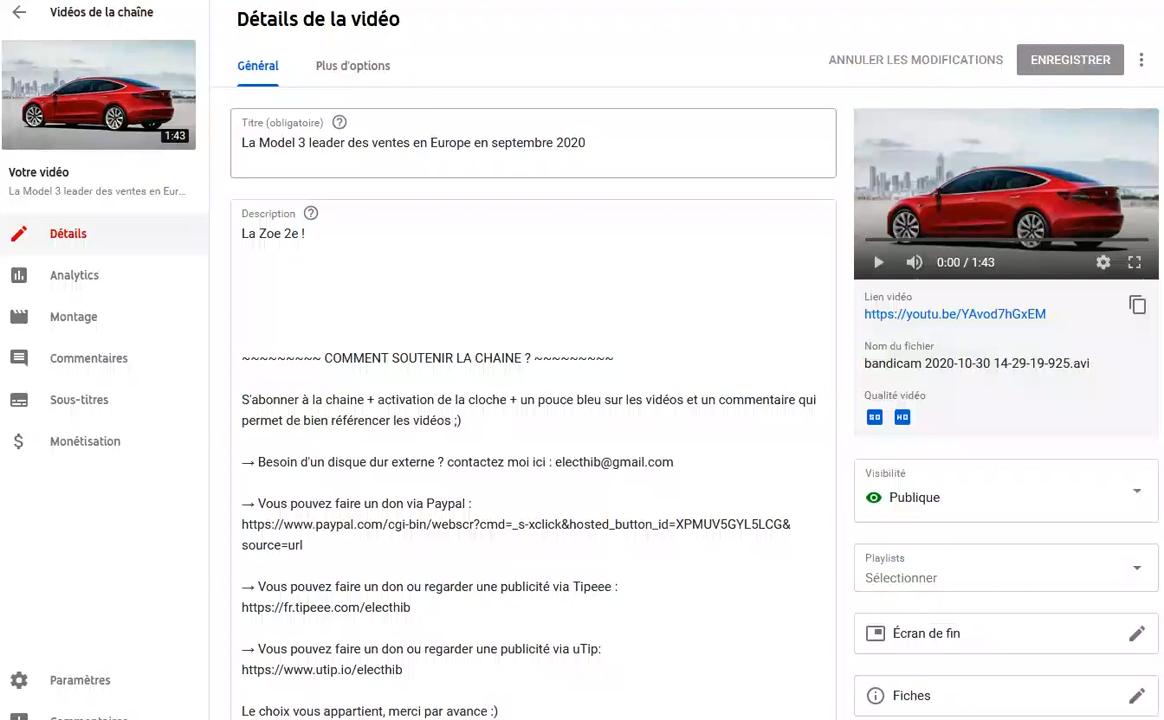 Vidéos de la chaîne
1:43
Votre vidéo
La Model 3 leader des ventes en Eur...
Détails
Analytics
Montage
Commentaires
Sous-titres
Monétisation
Paramètres
Commentaires
Détails de la vidéo
Général
Plus d'options
ANNULER LES MODIFICATIONS
ENREGISTRER
Titre (obligatoire)
La Model 3 leader des ventes en Europe en septembre 2020
Description
La Zoe 2e !
~~~~~~~~~ COMMENT SOUTENIR LA CHAINE ? ~~~~~~~~~
S'abonner à la chaine + activation de la cloche + un pouce bleu sur les vidéos et un commentaire qui
permet de bien référencer les vidéos ;)
→ Besoin d'un disque dur externe ? contactez moi ici : electhib@gmail.com
→ Vous pouvez faire un don via Paypal :
https://www.paypal.com/cgi-bin/webscr?cmd=_s-xclick&hosted_button_id=XPMUV5GYL5LCG&
source=url
→ Vous pouvez faire un don ou regarder une publicité via Tipeee :
https://fr.tipeee.com/electhib
→ Vous pouvez faire un don ou regarder une publicité via uTip:
https://www.utip.io/electhib
Le choix vous appartient, merci par avance :)
0:00 / 1:43
Lien vidéo
https://youtu.be/YAvod7hGxEM
Nom du fichier
bandicam 2020-10-30 14-29-19-925.avi
Qualité vidéo
SD HD
Visibilité
Publique
Playlists
Sélectionner
Écran de fin
Fiches